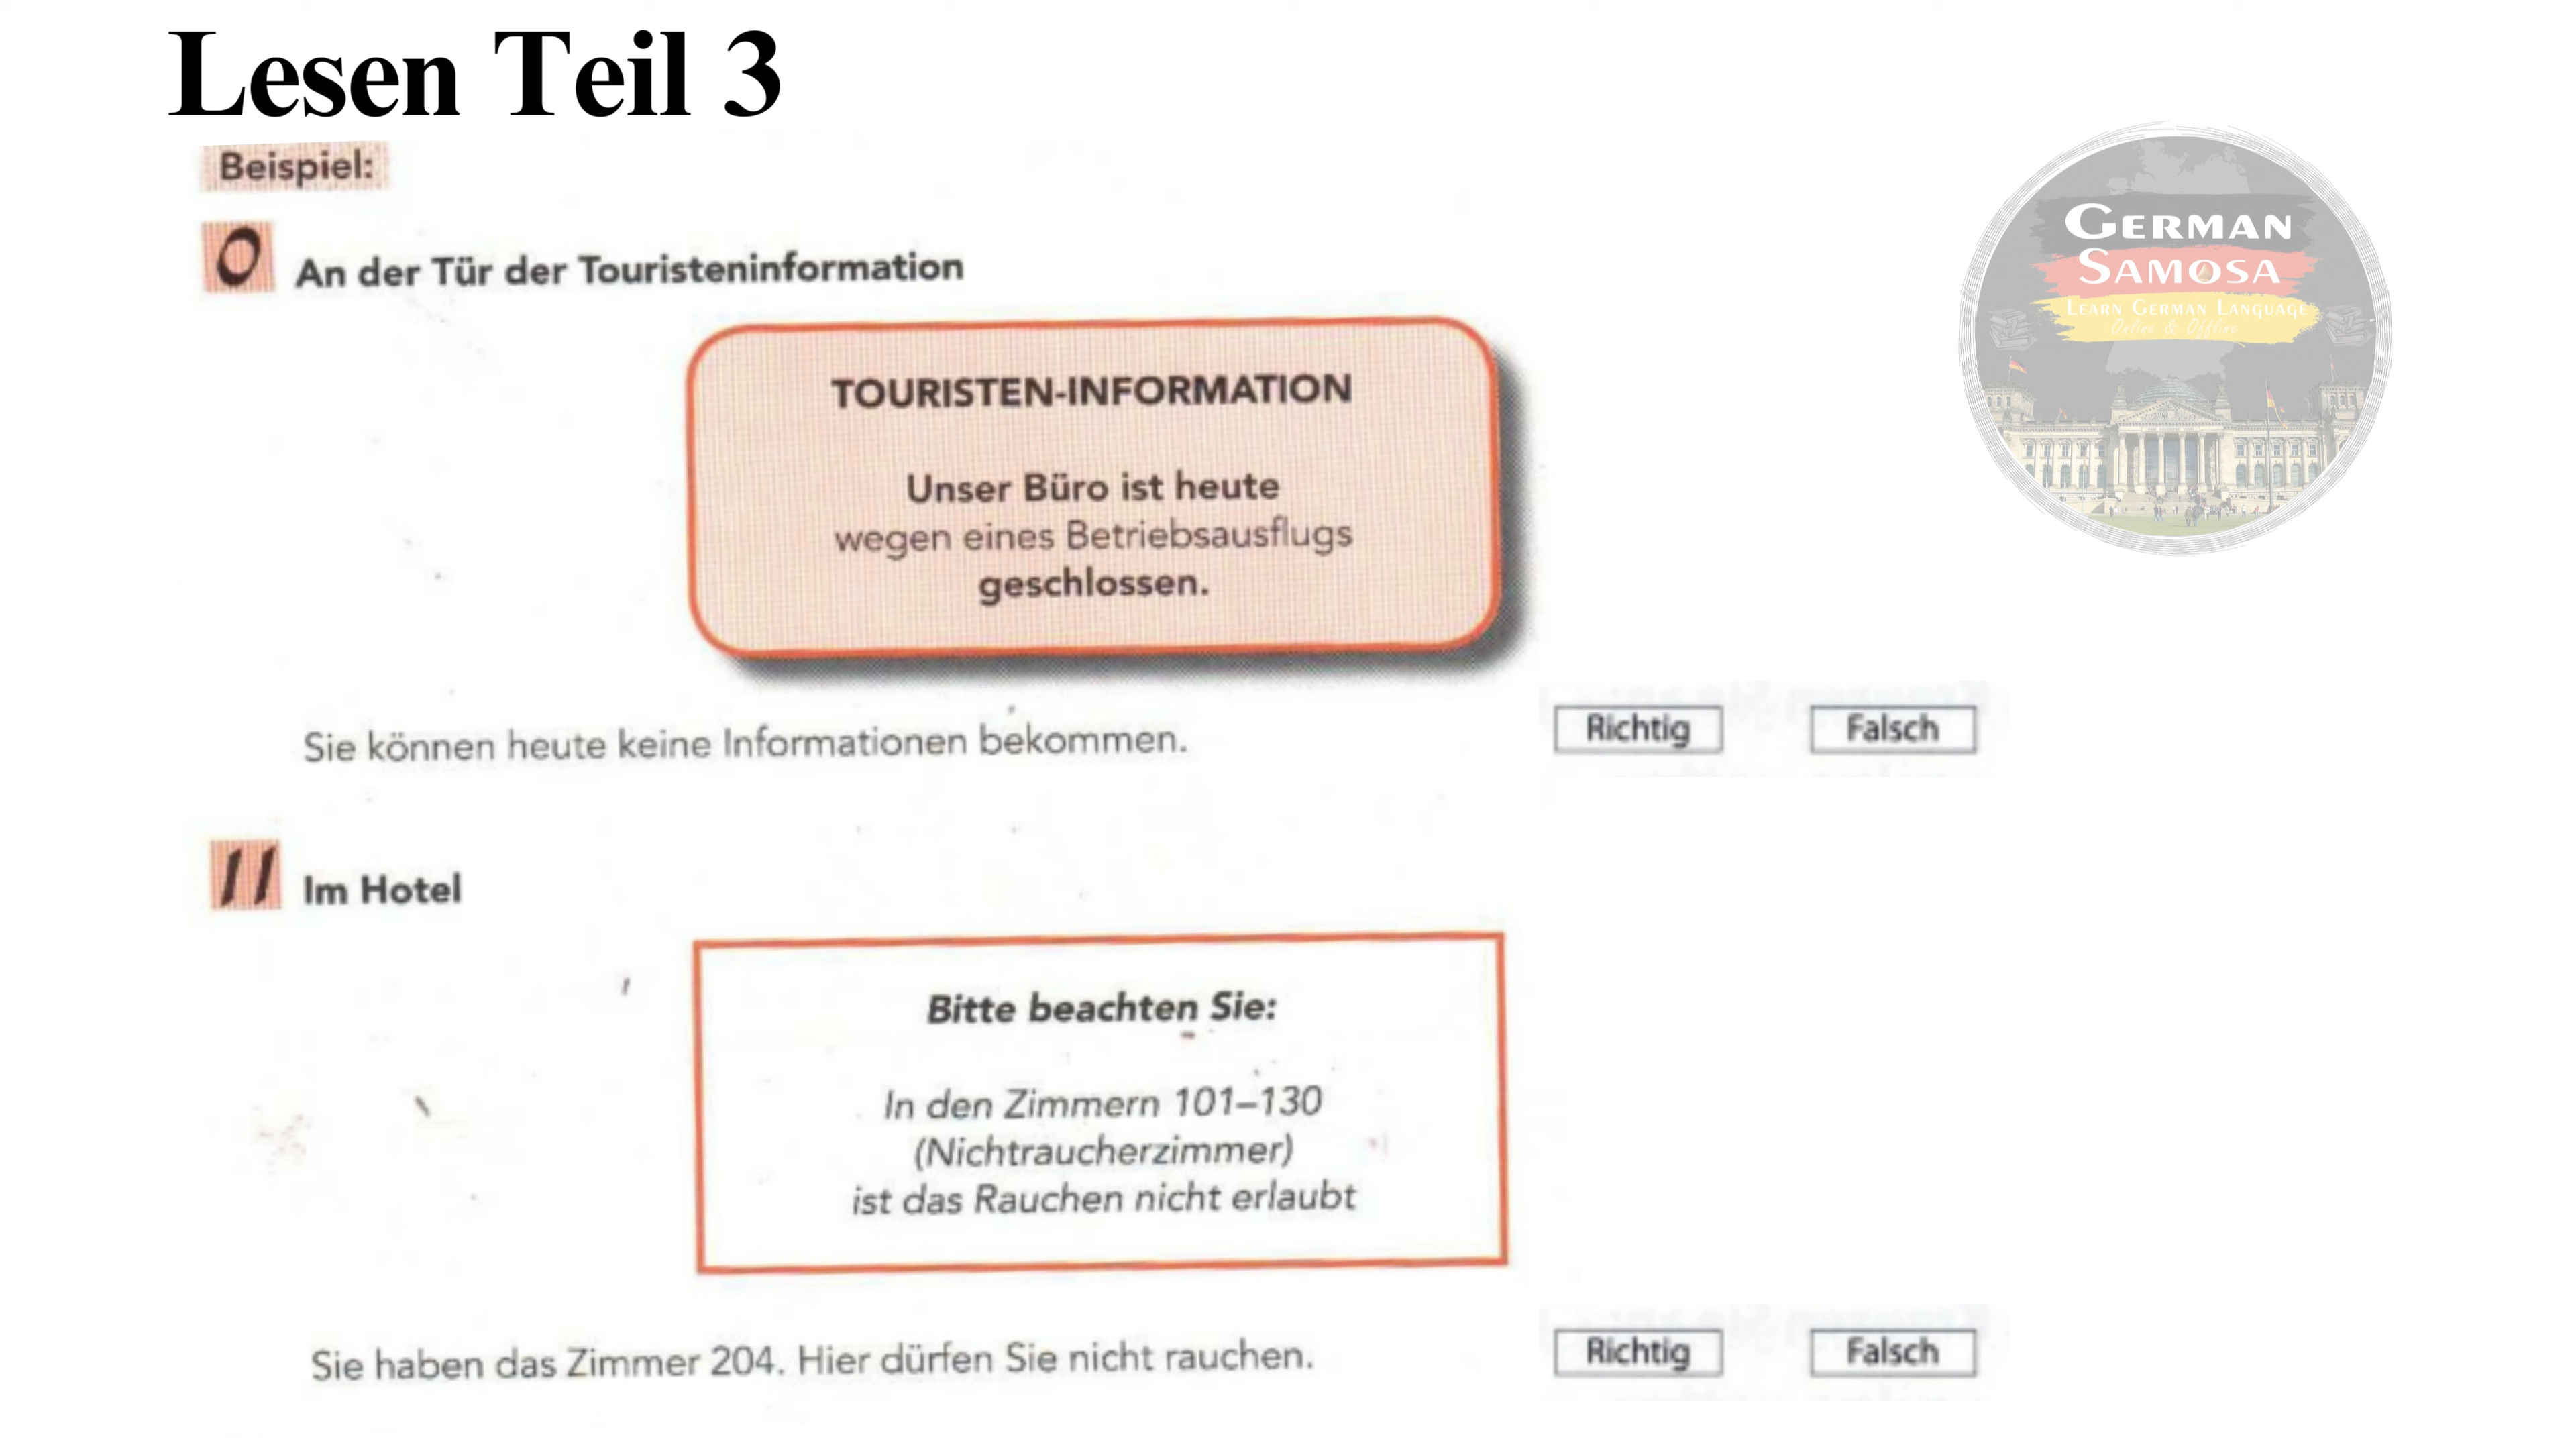 Lesen Teil 3
Beispiel:
0 An der Tür der Touristeninformation
TOURISTEN-INFORMATION
Unser Büro ist heute
wegen eines Betriebsausflugs
geschlossen.
Sie können heute keine Informationen bekommen.
Richtig Falsch
11 Im Hotel
Bitte beachten Sie:
In den Zimmern 101–130
(Nichtraucherzimmer)
ist das Rauchen nicht erlaubt
Sie haben das Zimmer 204. Hier dürfen Sie nicht rauchen.
Richtig Falsch
GERMAN
SAMOSA
LEARN GERMAN LANGUAGE
Online & Offline